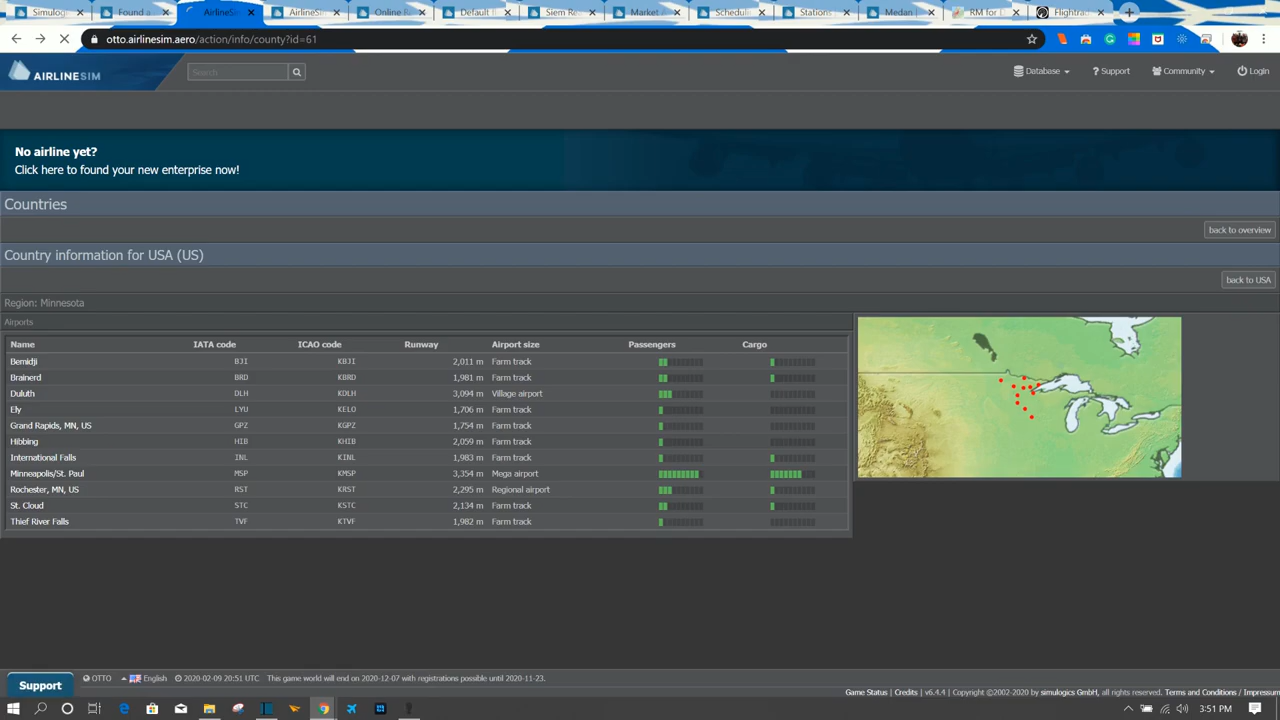 Simulog
Found a
AirlineSi
AirlineSi
Online R
Default I
Siem Re
Market
Schedul
Stations
Medan
RM for
Flightra
otto.airlinesim.aero/action/info/county?id=61
AIRLINESIM
Search
Database
? Support
Community
Login
No airline yet?
Click here to found your new enterprise now!
Countries
back to overview
Country information for USA (US)
back to USA
Region: Minnesota
Airports
Name IATA code ICAO code Runway Airport size Passengers Cargo
Bemidji BJI KBJI 2,011 m Farm track
Brainerd BRD KBRD 1,981 m Farm track
Duluth DLH KDLH 3,094 m Village airport
Ely LYU KELO 1,706 m Farm track
Grand Rapids, MN, US GPZ KGPZ 1,754 m Farm track
Hibbing HIB KHIB 2,059 m Farm track
International Falls INL KINL 1,983 m Farm track
Minneapolis/St. Paul MSP KMSP 3,354 m Mega airport
Rochester, MN, US RST KRST 2,295 m Regional airport
St. Cloud STC KSTC 2,134 m Farm track
Thief River Falls TVF KTVF 1,982 m Farm track
Support
OTTO English 2020-02-09 20:51 UTC This game world will end on 2020-12-07 with registrations possible until 2020-11-23.
Game Status | Credits | v6.4.4 | Copyright ©2002-2020 by simulogics GmbH, all rights reserved. Terms and Conditions / Impressum
3:51 PM